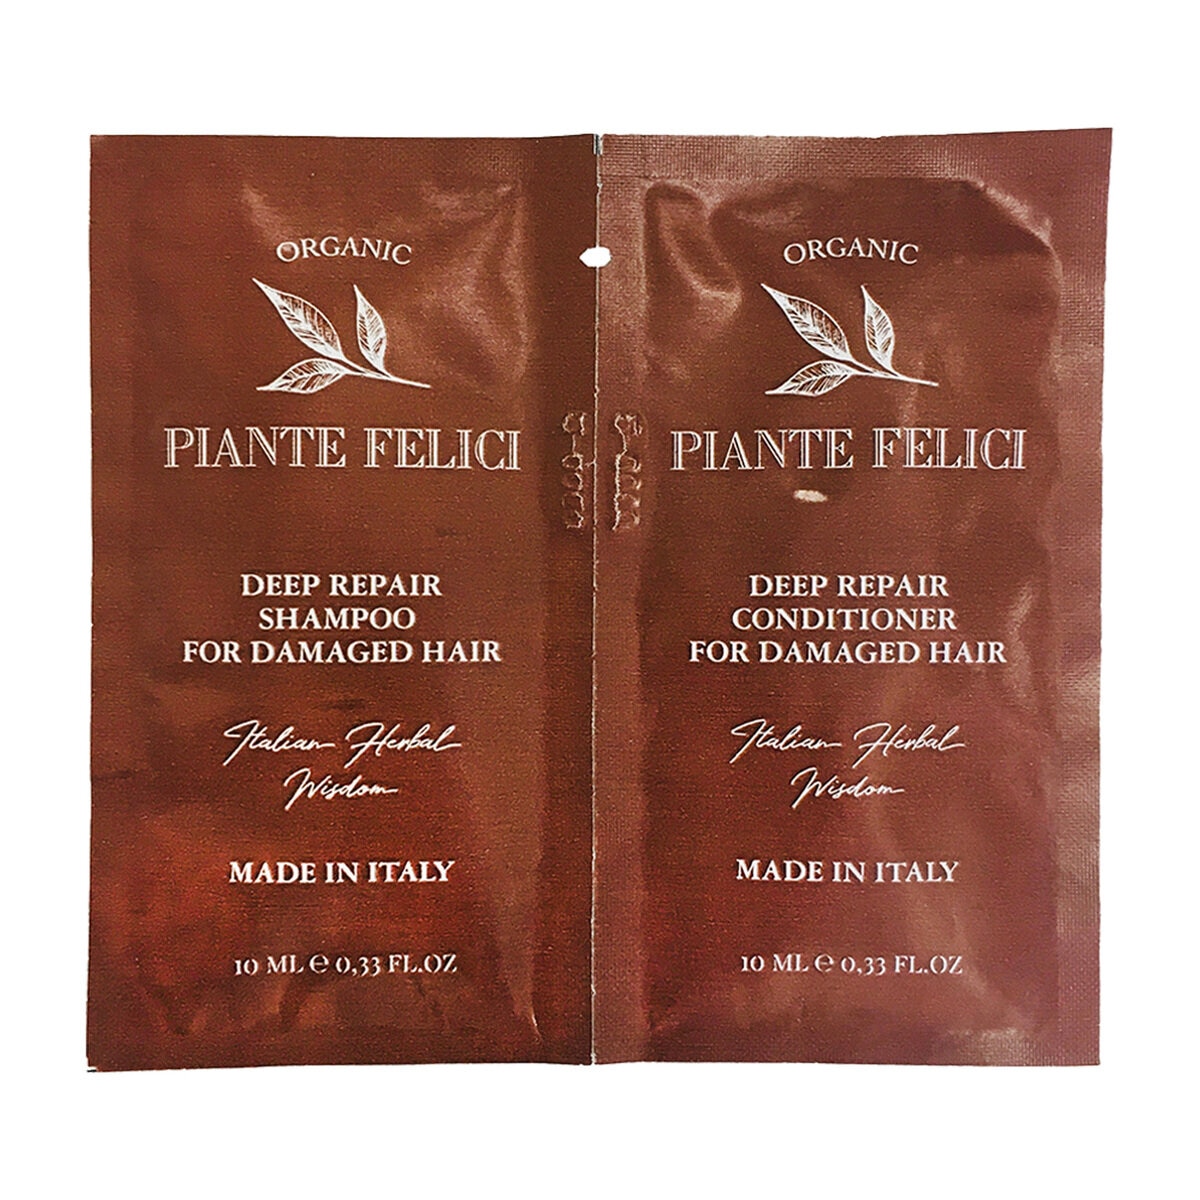 ORGANIC
PIANTE FELICI
DEEP REPAIR
SHAMPOO
FOR DAMAGED HAIR
Italian Herbal
Wisdom
MADE IN ITALY
10 ML ℮ 0,33 FL.OZ
ORGANIC
PIANTE FELICI
DEEP REPAIR
CONDITIONER
FOR DAMAGED HAIR
Italian Herbal
Wisdom
MADE IN ITALY
10 ML ℮ 0,33 FL.OZ